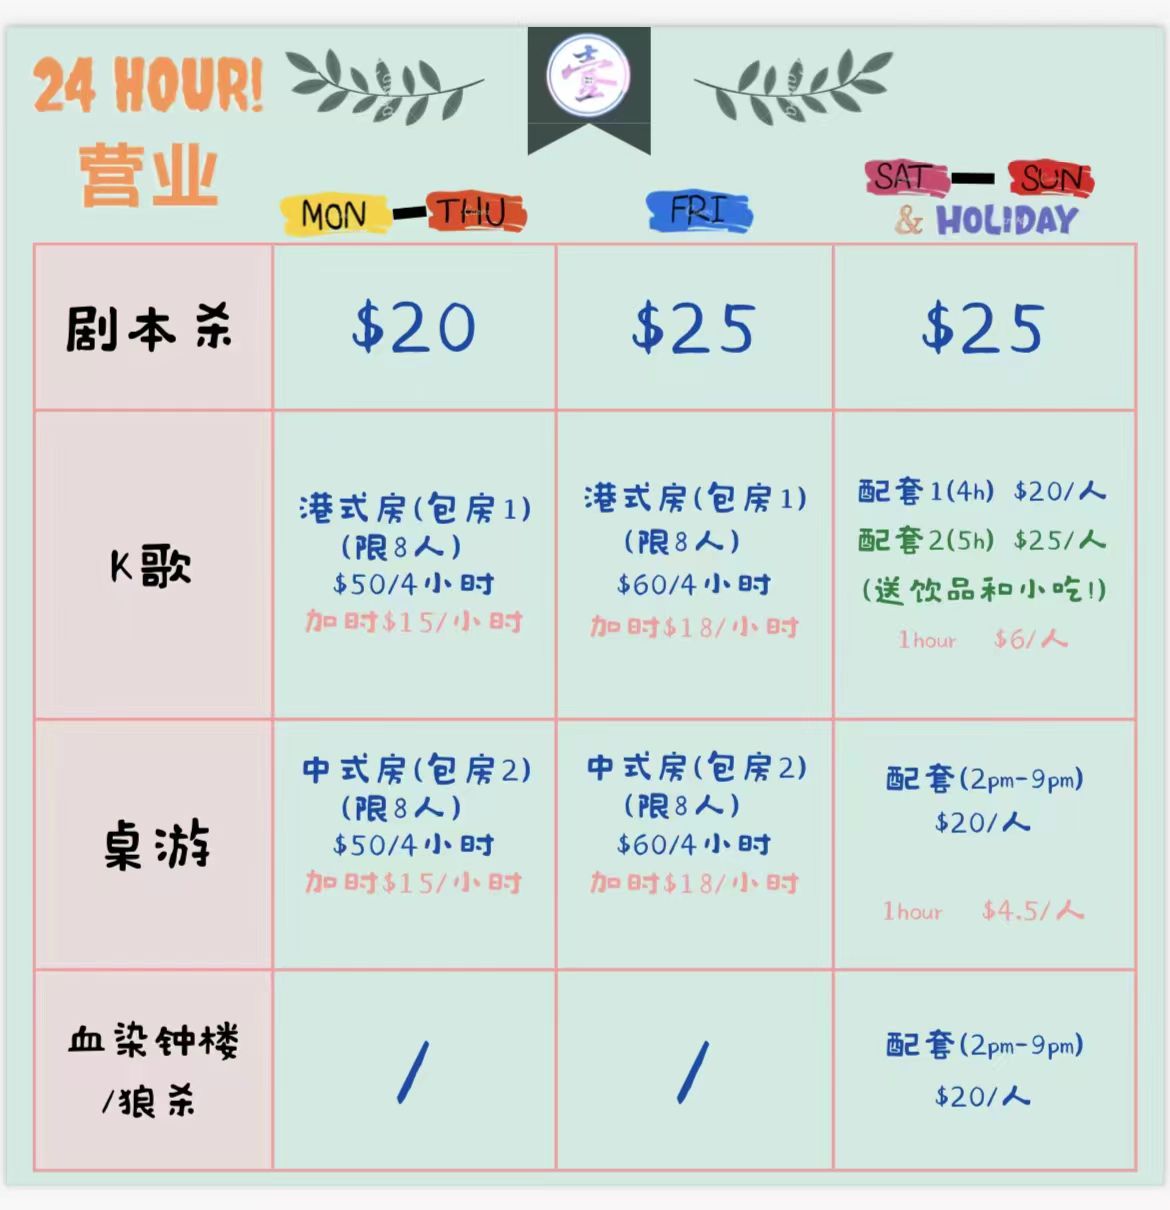 24 HOUR!
营业
壹
MON — THU
FRI
SAT — SUN
& HOLIDAY
剧本杀
$20
$25
$25
K歌
港式房(包房1)
(限8人)
$50/4小时
加时$15/小时
港式房(包房1)
(限8人)
$60/4小时
加时$18/小时
配套1(4h) $20/人
配套2(5h) $25/人
(送饮品和小吃!)
1hour $6/人
桌游
中式房(包房2)
(限8人)
$50/4小时
加时$15/小时
中式房(包房2)
(限8人)
$60/4小时
加时$18/小时
配套(2pm-9pm)
$20/人
1hour $4.5/人
血染钟楼
/狼杀
/
/
配套(2pm-9pm)
$20/人